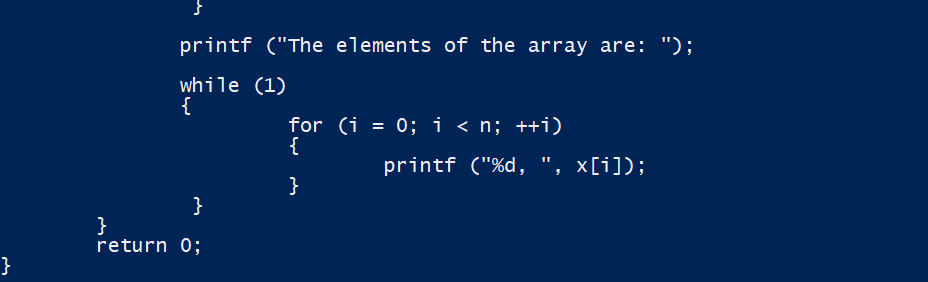 }
printf ("The elements of the array are: ");
while (1)
{
for (i = 0; i < n; ++i)
{
printf ("%d, ", x[i]);
}
}
}
return 0;
}